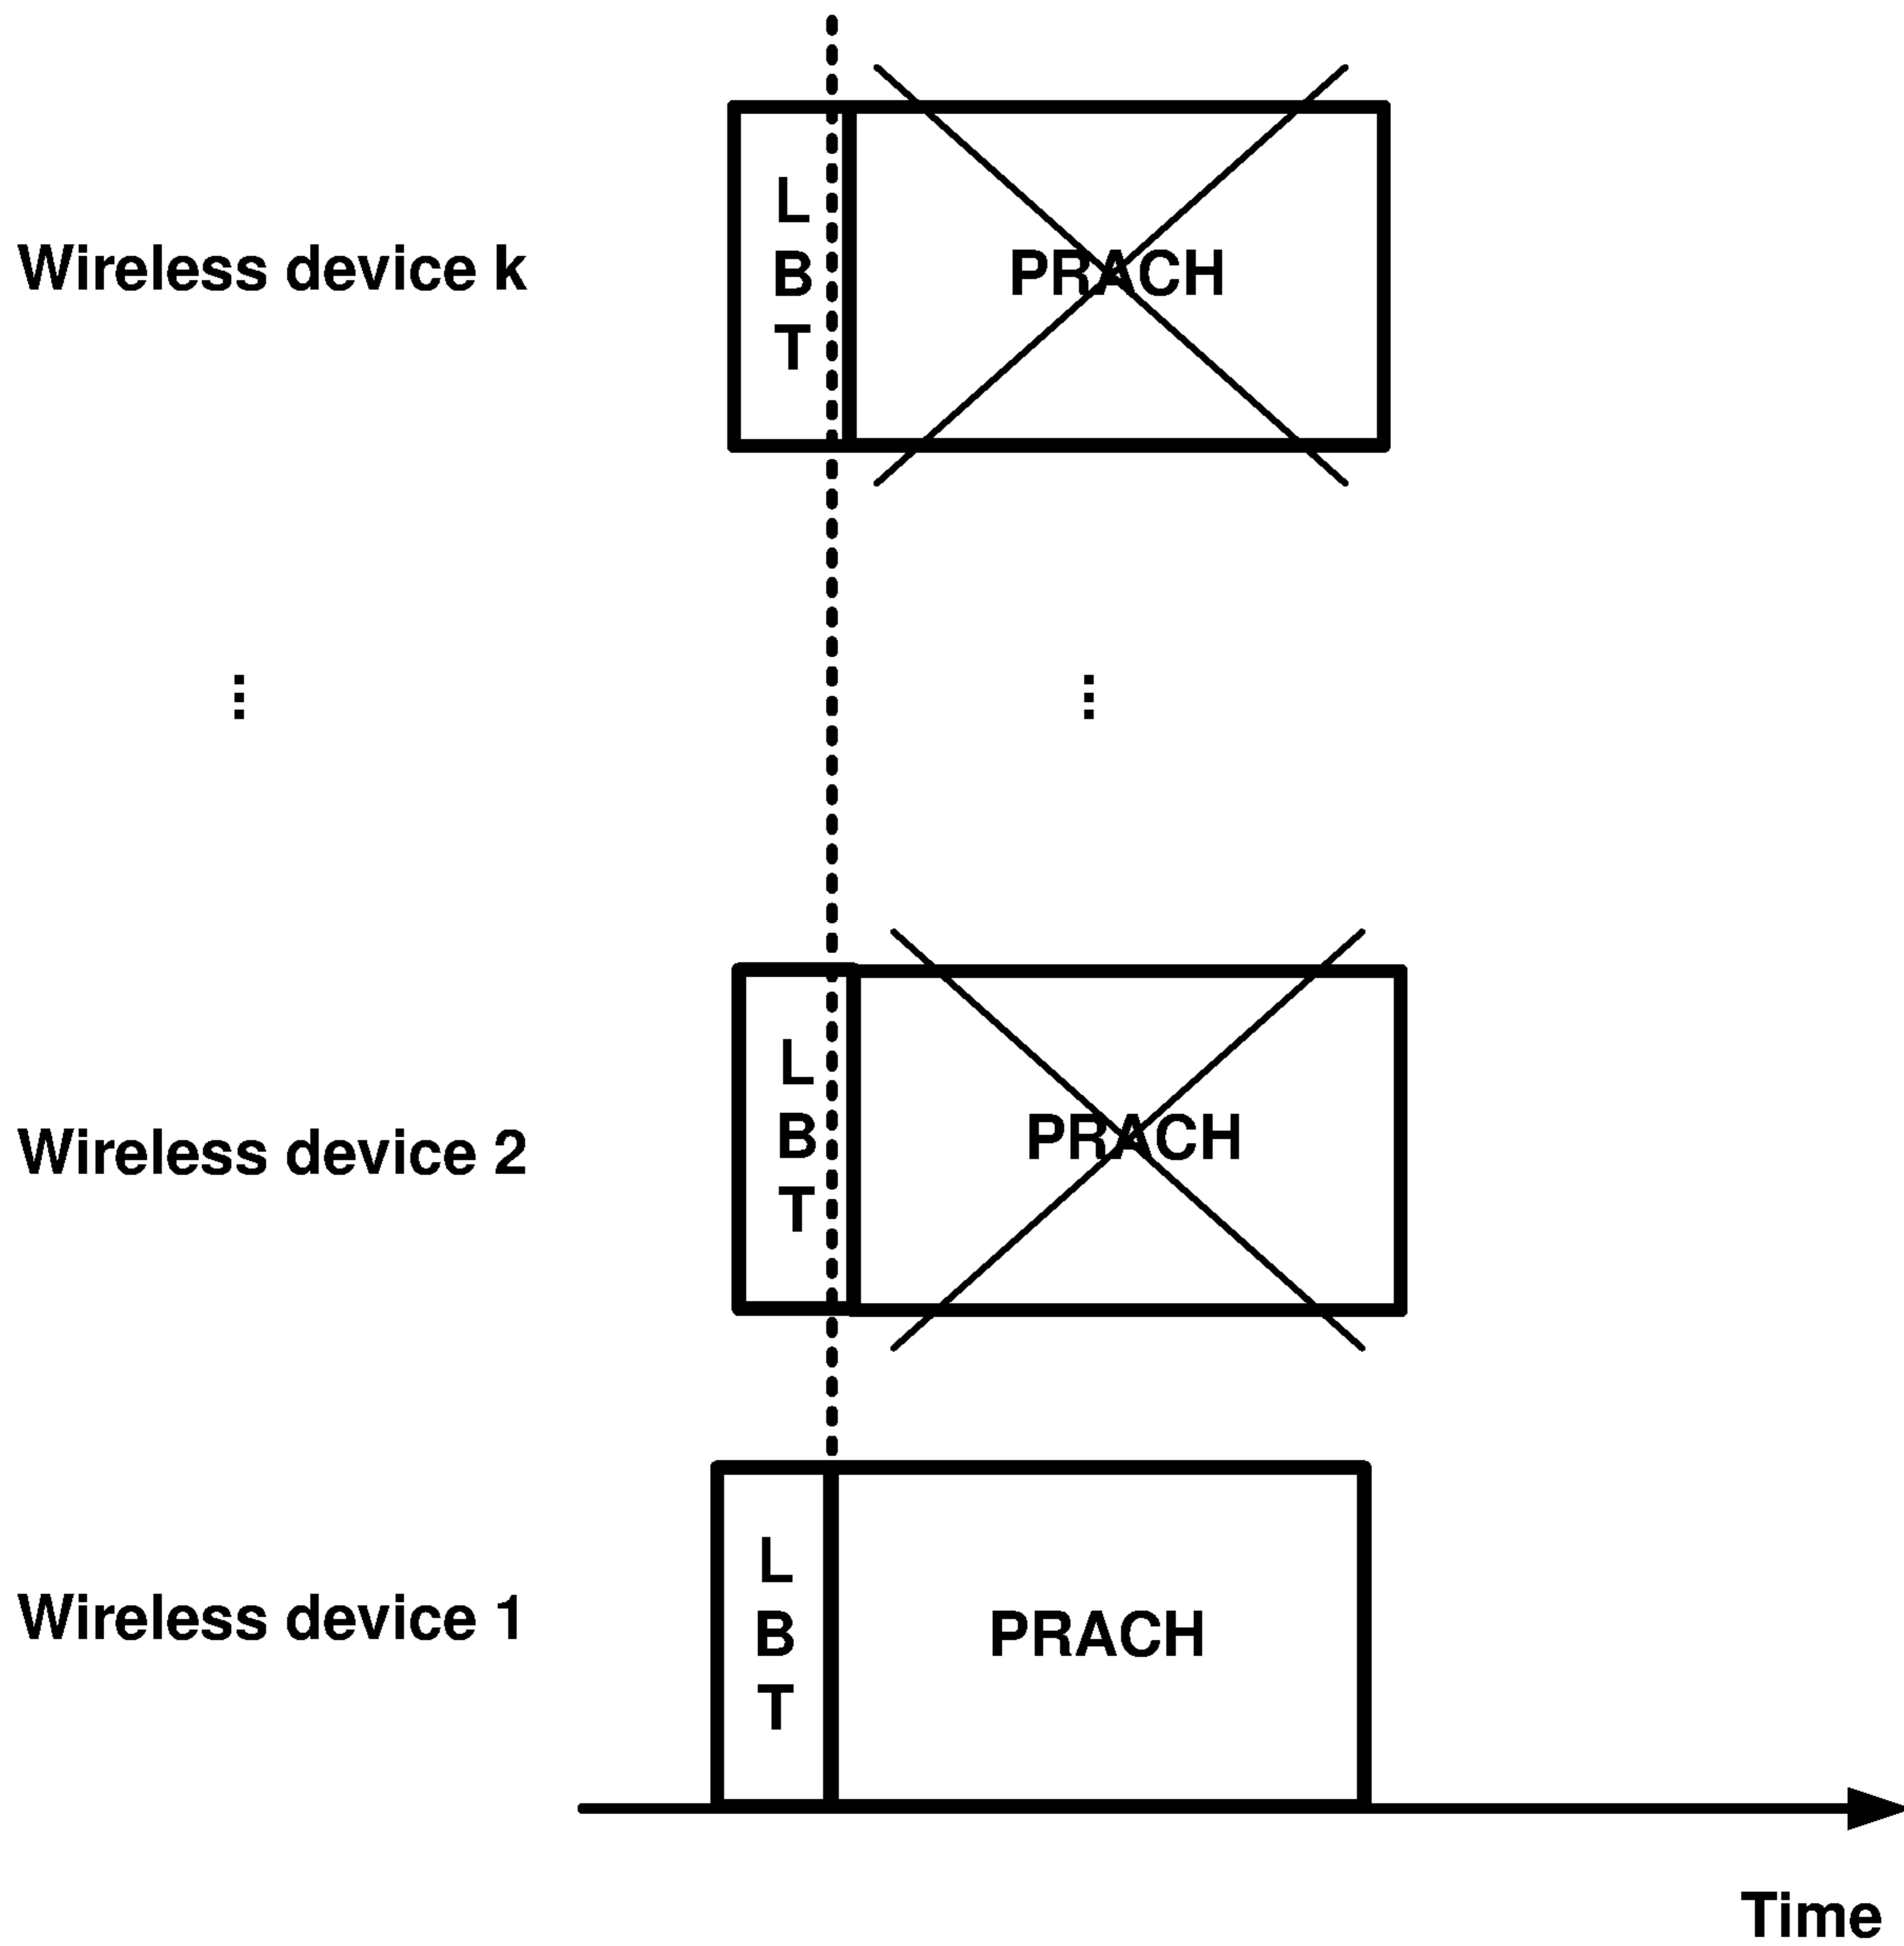 Wireless device k
L
B
T
PRACH
⋮ ⋮
Wireless device 2
L
B
T
PRACH
Wireless device 1
L
B
T
PRACH
Time